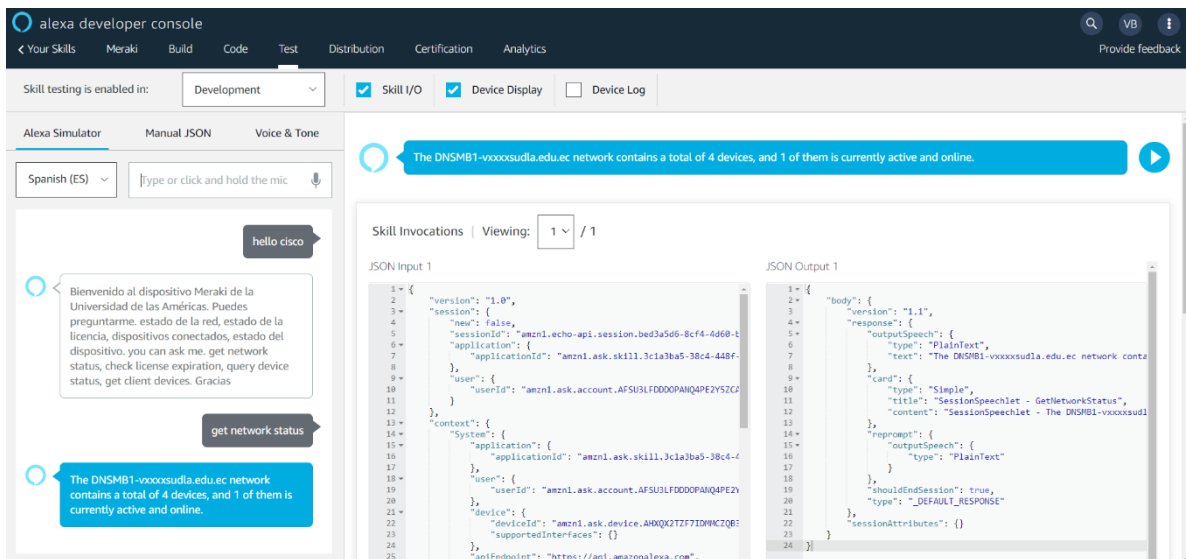 alexa developer console
VB
Your Skills Meraki Build Code Test Distribution Certification Analytics
Provide feedback
Skill testing is enabled in: Development Skill I/O Device Display Device Log
Alexa Simulator Manual JSON Voice & Tone
Spanish (ES) Type or click and hold the mic
hello cisco
Bienvenido al dispositivo Meraki de la
Universidad de las Américas. Puedes
preguntarme. estado de la red, estado de la
licencia, dispositivos conectados, estado del
dispositivo. you can ask me. get network
status, check license expiration, query device
status, get client devices. Gracias
get network status
The DNSMB1-vxxxxsudla.edu.ec network
contains a total of 4 devices, and 1 of them is
currently active and online.
The DNSMB1-vxxxxsudla.edu.ec network contains a total of 4 devices, and 1 of them is currently active and online.
Skill Invocations | Viewing: 1 / 1
JSON Input 1
1 {
2 "version": "1.0",
3 "session": {
4 "new": false,
5 "sessionId": "amzn1.echo-api.session.bed3a5d6-8cf4-4d60-b
6 "application": {
7 "applicationId": "amzn1.ask.skill.3c1a3ba5-38c4-448f-
8 },
9 "user": {
10 "userId":
11 }
12 },
13 "context": {
14 "System": {
15 "application": {
16 "applicationId": "amzn1.ask.skill.3c1a3ba5-38c4-4
17 },
18 "user": {
19 "userId":
20 },
21 "device": {
22 "deviceId":
23 "supportedInterfaces": {}
24 },
25 "apiEndpoint": "https://api.amazonalexa.com",
JSON Output 1
1 {
2 "body": {
3 "version": "1.1",
4 "response": {
5 "outputSpeech": {
6 "type": "PlainText",
7 "text": "The DNSMB1-vxxxxsudla.edu.ec network conta
8 },
9 "card": {
10 "type": "Simple",
11 "title": "SessionSpeechlet - GetNetworkStatus",
12 "content": "SessionSpeechlet - The DNSMB1-vxxxxsudl
13 },
14 "reprompt": {
15 "outputSpeech": {
16 "type": "PlainText"
17 }
18 },
19 "shouldEndSession": true,
20 "type": "_DEFAULT_RESPONSE"
21 },
22 "sessionAttributes": {}
23 }
24 }